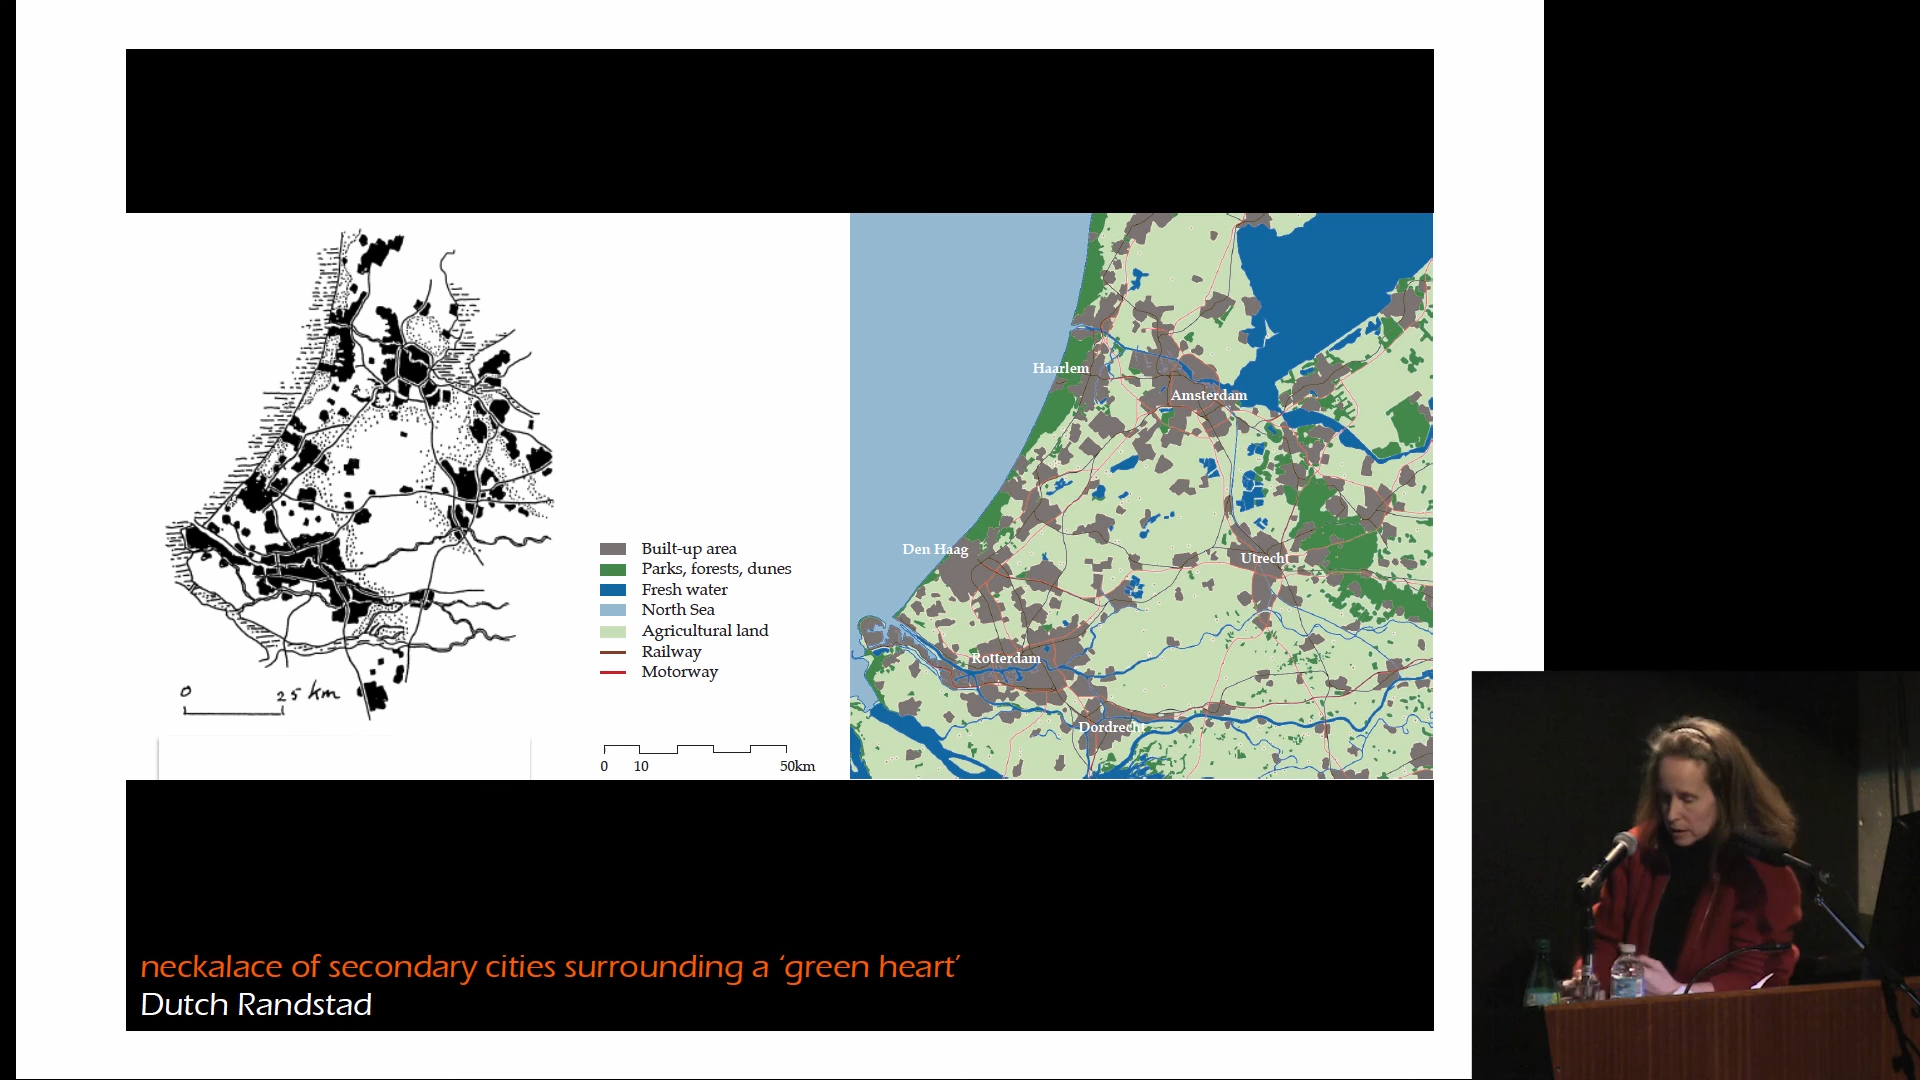 0
25 km
Built-up area
Parks, forests, dunes
Fresh water
North Sea
Agricultural land
Railway
Motorway
0 10 50km
Haarlem
Amsterdam
Den Haag
Utrecht
Rotterdam
Dordrecht
neckalace of secondary cities surrounding a ‘green heart’
Dutch Randstad